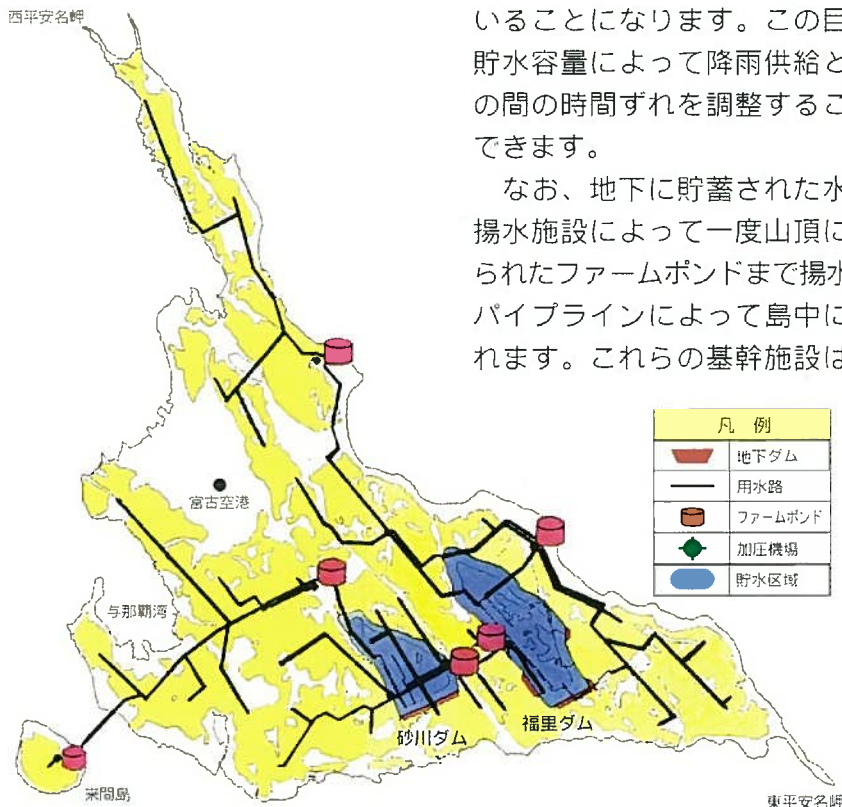 西平安名岬
いることになります。この目
貯水容量によって降雨供給と
の間の時間ずれを調整するこ
できます。
なお、地下に貯蓄された水
揚水施設によって一度山頂に
られたファームポンドまで揚水
パイプラインによって島中に
れます。これらの基幹施設は
凡 例
地下ダム
用水路
ファームポンド
加圧機場
貯水区域
宮古空港
与那覇湾
砂川ダム
福里ダム
来間島
東平安名岬